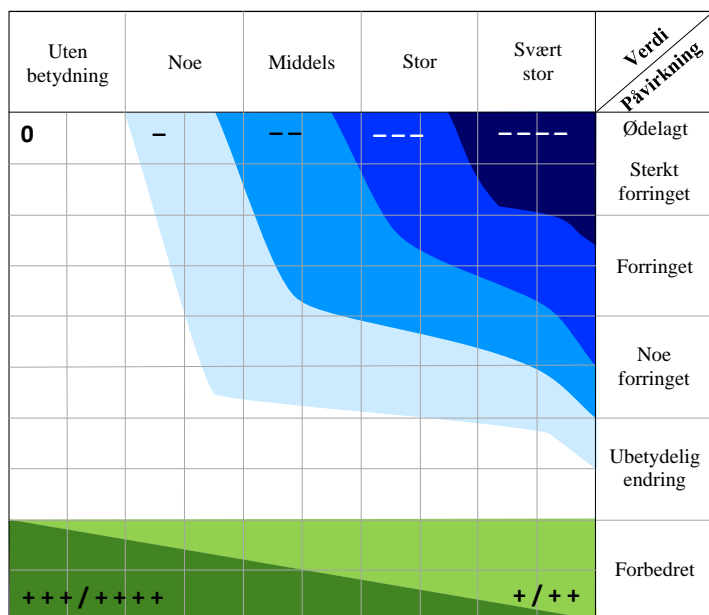 Uten
betydning
Noe
Middels
Stor
Svært
stor
Verdi
Påvirkning
0
–
– –
– – –
– – – –
Ødelagt
Sterkt
forringet
Forringet
Noe
forringet
Ubetydelig
endring
Forbedret
+++/++++
+/++